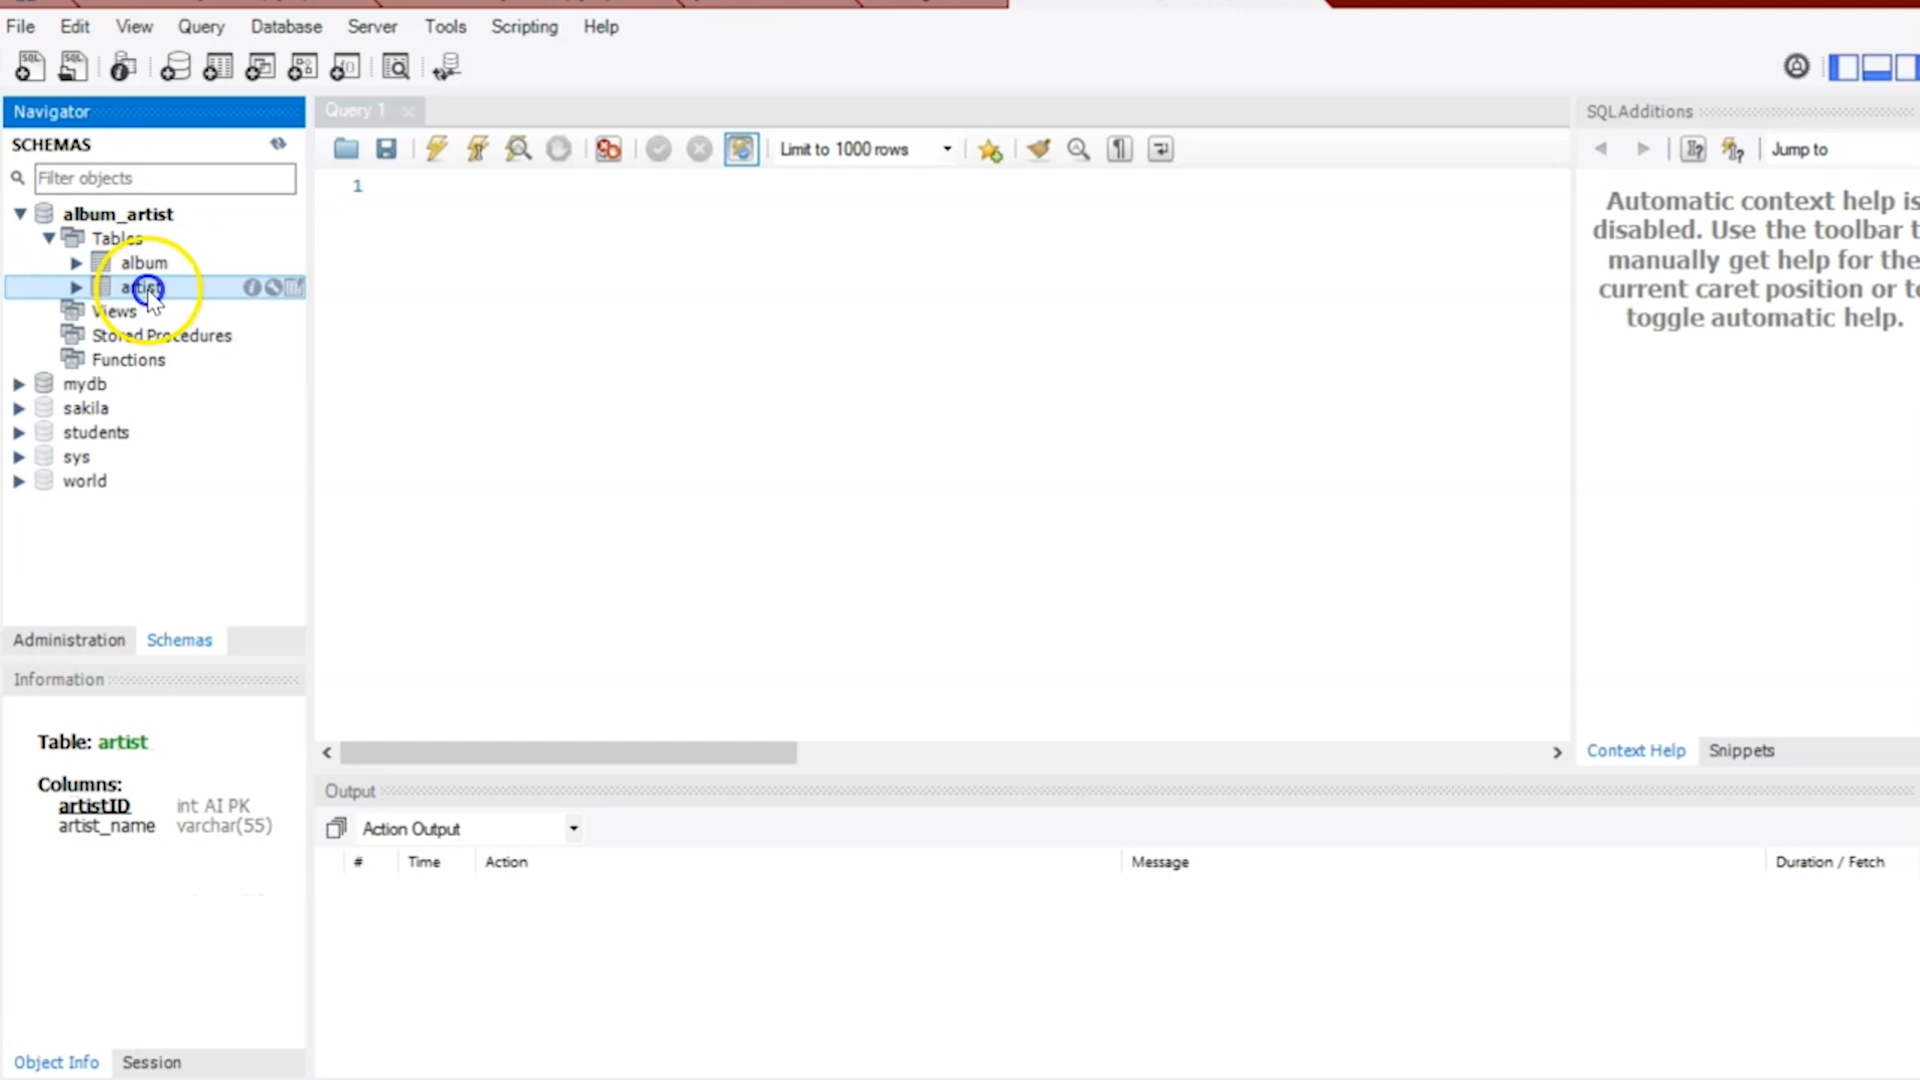 File Edit View Query Database Server Tools Scripting Help
Navigator
SCHEMAS
Filter objects
album_artist
Tables
album
artist
Views
Stored Procedures
Functions
mydb
sakila
students
sys
world
Administration Schemas
Information
Table: artist
Columns:
artistID int AI PK
artist_name varchar(55)
Object Info Session
Query 1
Limit to 1000 rows
1
Output
Action Output
# Time Action Message Duration / Fetch
SQLAdditions
Jump to
Automatic context help is
disabled. Use the toolbar t
manually get help for the
current caret position or to
toggle automatic help.
Context Help Snippets